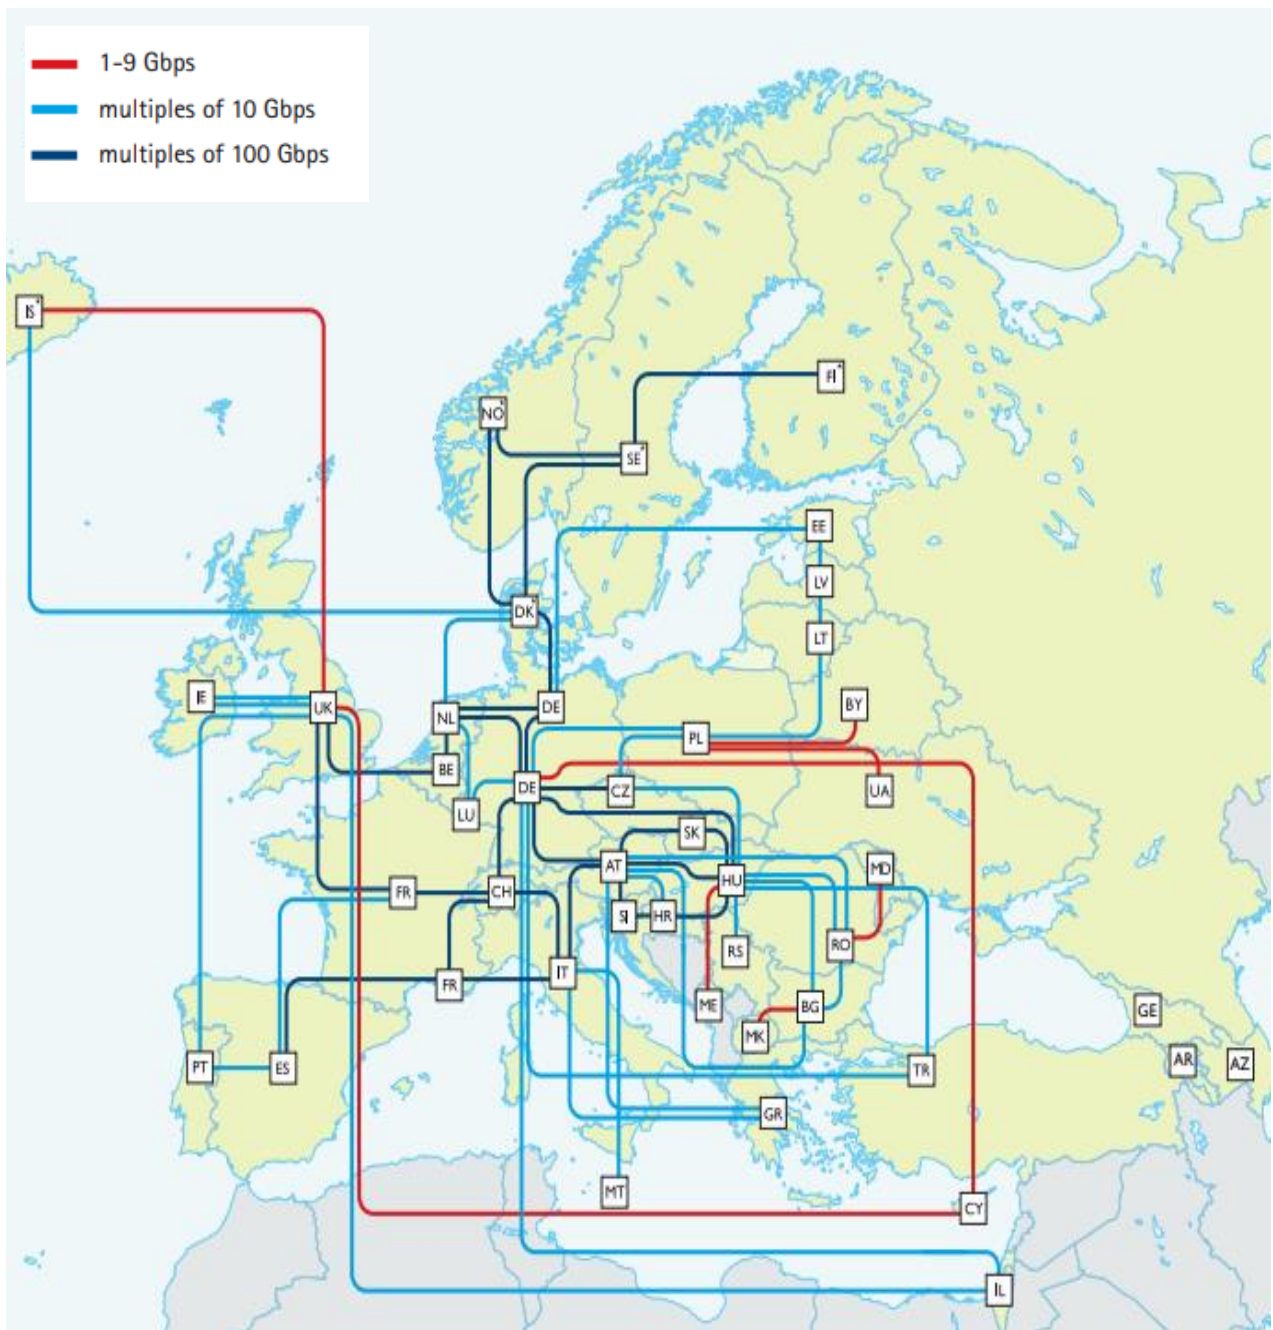 1-9 Gbps
multiples of 10 Gbps
multiples of 100 Gbps
IS*
FI*
NO*
SE*
EE
LV
DK*
LT
IE
UK
NL
DE
BY
PL
BE
DE
CZ
UA
LU
SK
AT
HU
MD
FR
CH
SI
HR
RS
RO
IT
FR
ME
BG
MK
GE
PT
ES
TR
AR
AZ
GR
MT
CY
IL